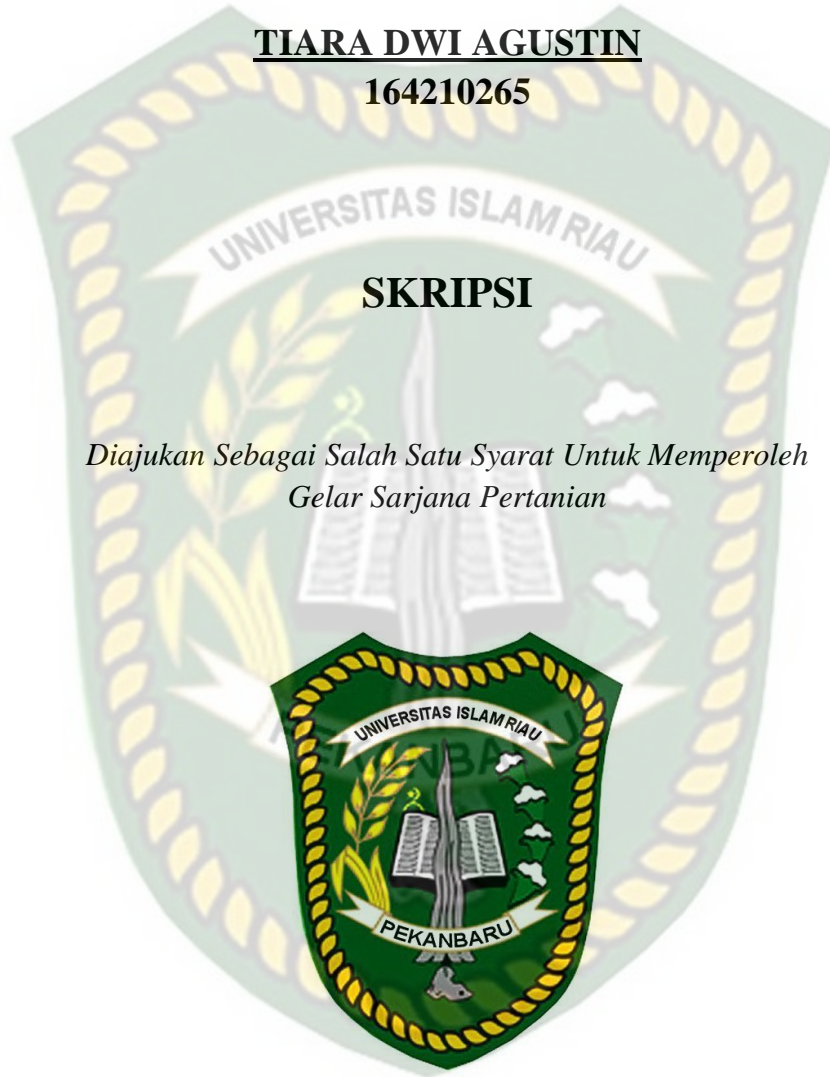 TIARA DWI AGUSTIN
164210265
UNIVERSITAS ISLAM RIAU
SKRIPSI
Diajukan Sebagai Salah Satu Syarat Untuk Memperoleh
Gelar Sarjana Pertanian
UNIVERSITAS ISLAM RIAU
PEKANBARU
PEKANBARU